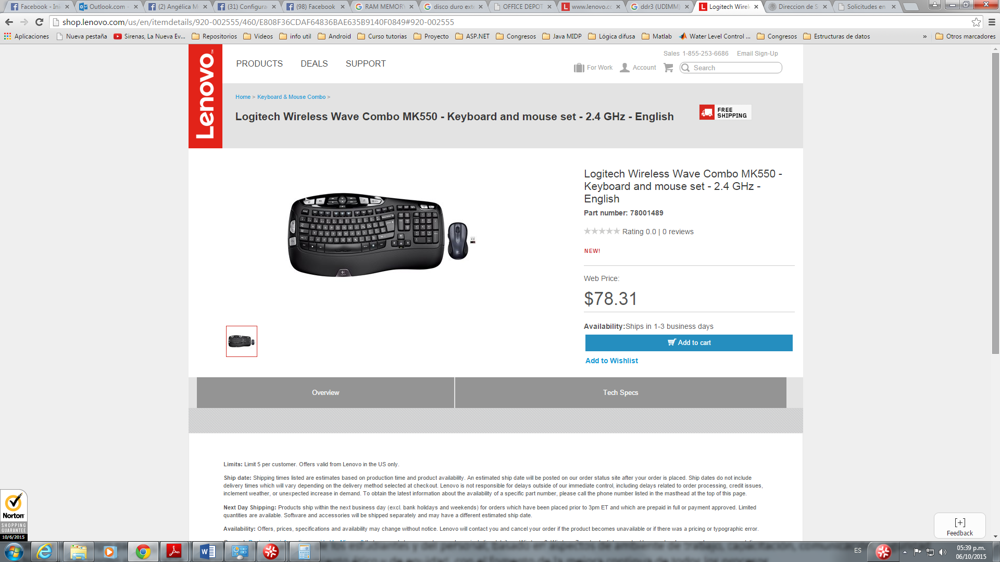 Facebook - Ini
Outlook.com -
(2) Angélica M
(31) Configura
(98) Facebook
RAM MEMORY
disco duro exte
OFFICE DEPOT
www.lenovo.cc
ddr3 (UDIMM)
Logitech Wirel
Direccion de S
Solicitudes en
shop.lenovo.com/us/en/itemdetails/920-002555/460/E808F36CDAF64836BAE635B9140F0849#920-002555
Aplicaciones
Nueva pestaña
Sirenas, La Nueva Ev...
Repositorios
Videos
info util
Android
Curso tutorias
Proyecto
ASP.NET
Congresos
Java MIDP
Lógica difusa
Matlab
Water Level Control ...
Congresos
Estructuras de datos
»
Otros marcadores
Lenovo™
Sales 1-855-253-6686 Email Sign-Up
PRODUCTS DEALS SUPPORT
For Work Account Search
Home > Keyboard & Mouse Combo >
Logitech Wireless Wave Combo MK550 - Keyboard and mouse set - 2.4 GHz - English
FREE
SHIPPING
Logitech Wireless Wave Combo MK550 -
Keyboard and mouse set - 2.4 GHz -
English
Part number: 78001489
Rating 0.0 | 0 reviews
NEW!
Web Price:
$78.31
Availability:Ships in 1-3 business days
Add to cart
Add to Wishlist
Overview
Tech Specs
Limits: Limit 5 per customer. Offers valid from Lenovo in the US only.
Ship date: Shipping times listed are estimates based on production time and product availability. An estimated ship date will be posted on our order status site after your order is placed. Ship dates do not include
delivery times which will vary depending on the delivery method selected at checkout. Lenovo is not responsible for delays outside of our immediate control, including delays related to order processing, credit issues,
inclement weather, or unexpected increase in demand. To obtain the latest information about the availability of a specific part number, please call the phone number listed in the masthead at the top of this page.
Next Day Shipping: Products ship within the next business day (excl. bank holidays and weekends) for orders which have been placed prior to 3pm ET and which are prepaid in full or payment approved. Limited
quantities are available. Software and accessories will be shipped separately and may have a different estimated ship date.
Availability: Offers, prices, specifications and availability may change without notice. Lenovo will contact you and cancel your order if the product becomes unavailable or if there was a pricing or typographic error.
Norton
SHOPPING
GUARANTEE
10/6/2015
[+]
Feedback
ES
05:39 p.m.
06/10/2015